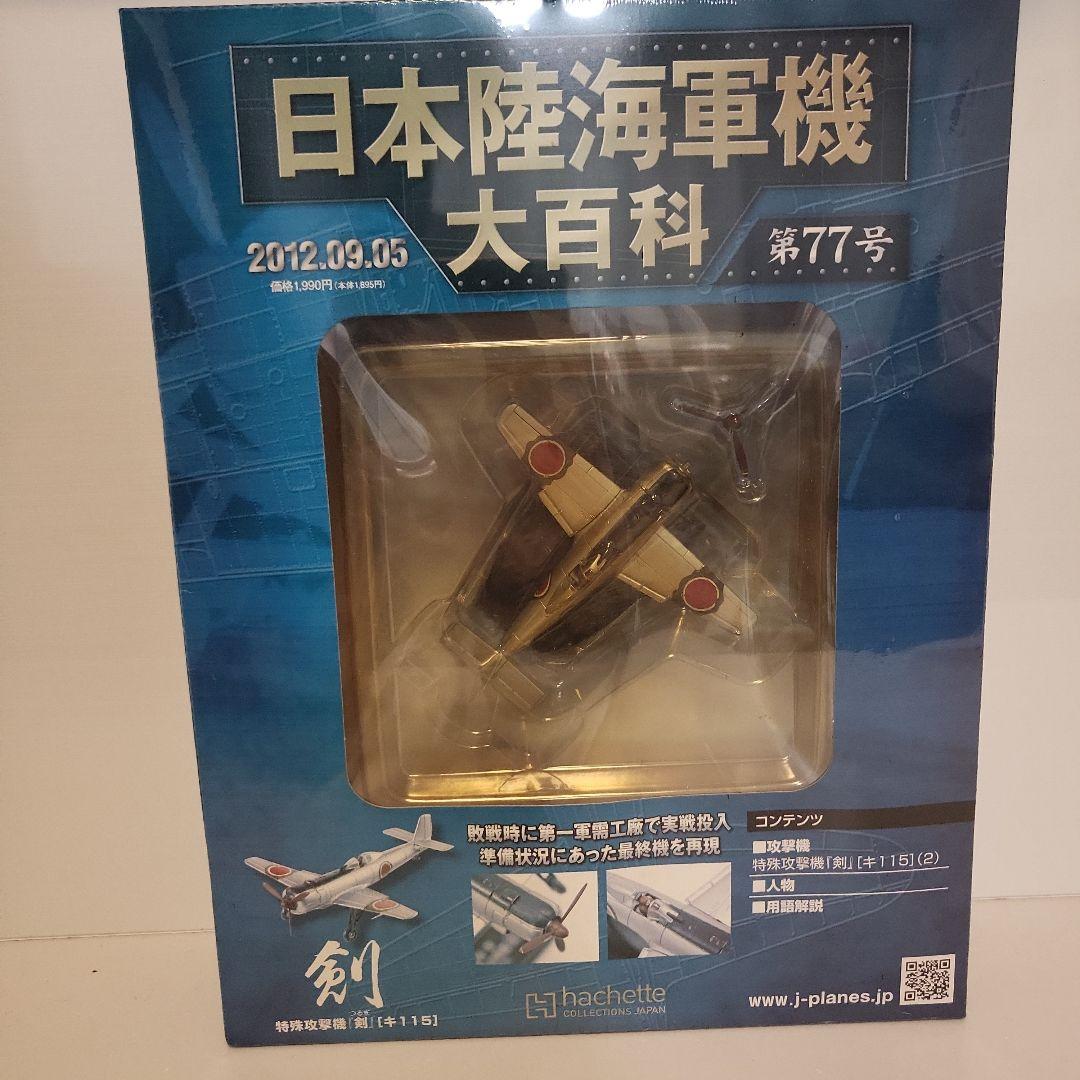 日本陸海軍機
大百科
2012.09.05
価格1,990円(本体1,895円)
第77号
敗戦時に第一軍需工廠で実戦投入
準備状況にあった最終機を再現
コンテンツ
■攻撃機
特殊攻撃機『剣』[キ115](2)
■人物
■用語解説
剣
つるぎ
特殊攻撃機『剣』[キ115]
hachette
COLLECTIONS JAPAN
www.j-planes.jp